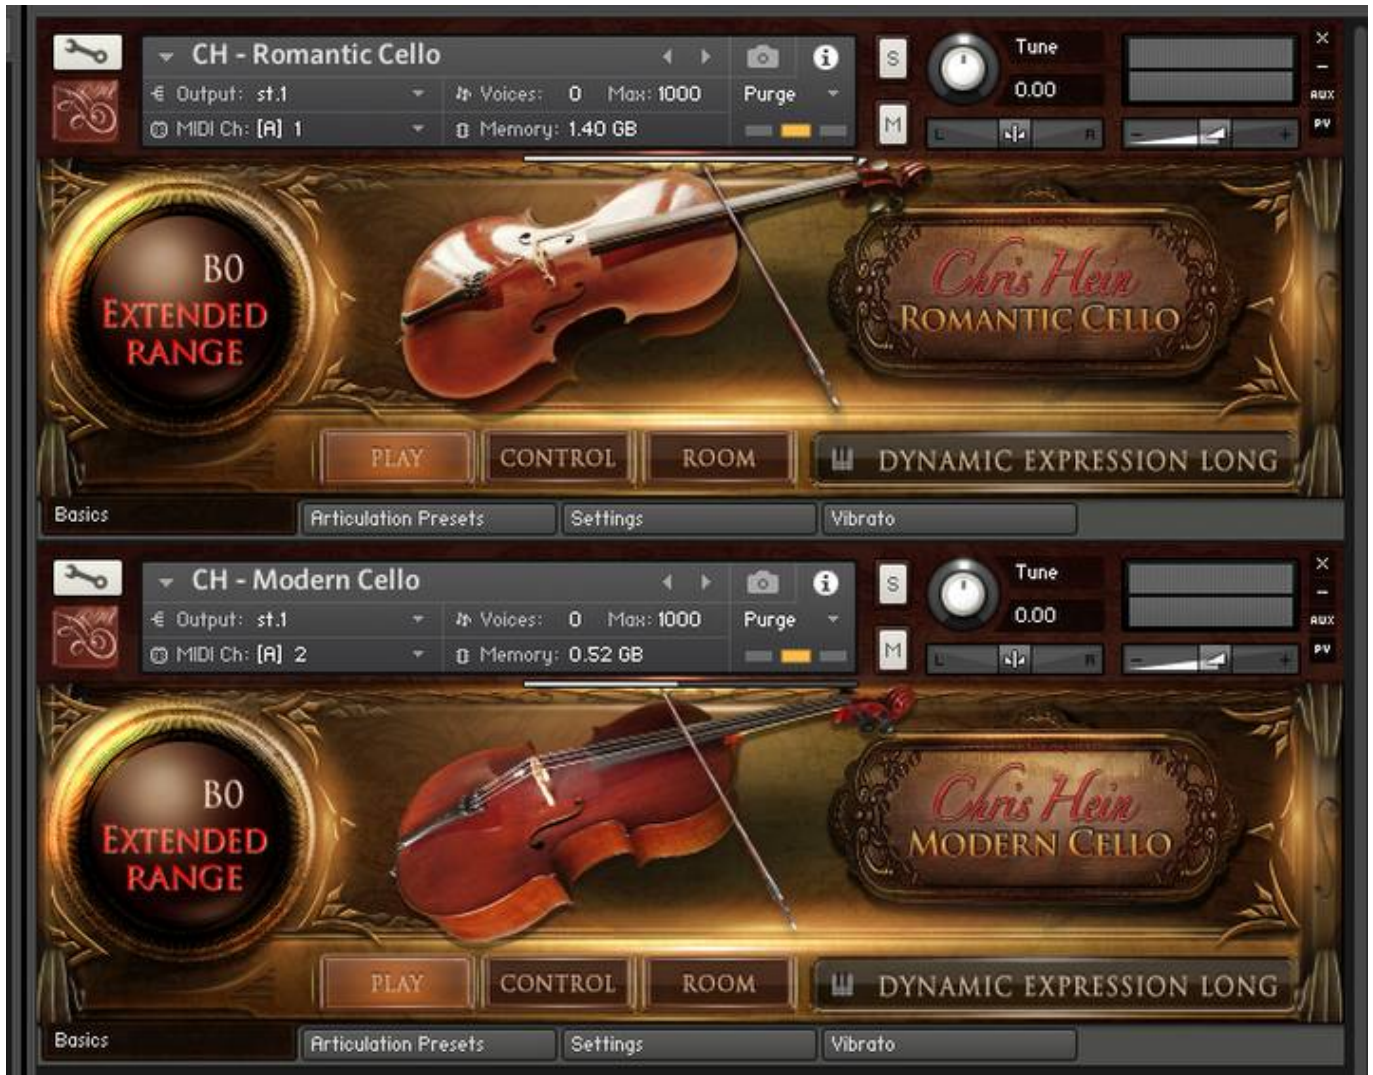 CH - Romantic Cello
Output: st.1
Voices: 0 Max: 1000
Purge
MIDI Ch: [A] 1
Memory: 1.40 GB
S
M
Tune
0.00
L R
- +
×
-
AUX
PV
B0
EXTENDED
RANGE
Chris Hein
ROMANTIC CELLO
PLAY
CONTROL
ROOM
DYNAMIC EXPRESSION LONG
Basics
Articulation Presets
Settings
Vibrato
CH - Modern Cello
Output: st.1
Voices: 0 Max: 1000
Purge
MIDI Ch: [A] 2
Memory: 0.52 GB
S
M
Tune
0.00
L R
- +
×
-
AUX
PV
B0
EXTENDED
RANGE
Chris Hein
MODERN CELLO
PLAY
CONTROL
ROOM
DYNAMIC EXPRESSION LONG
Basics
Articulation Presets
Settings
Vibrato